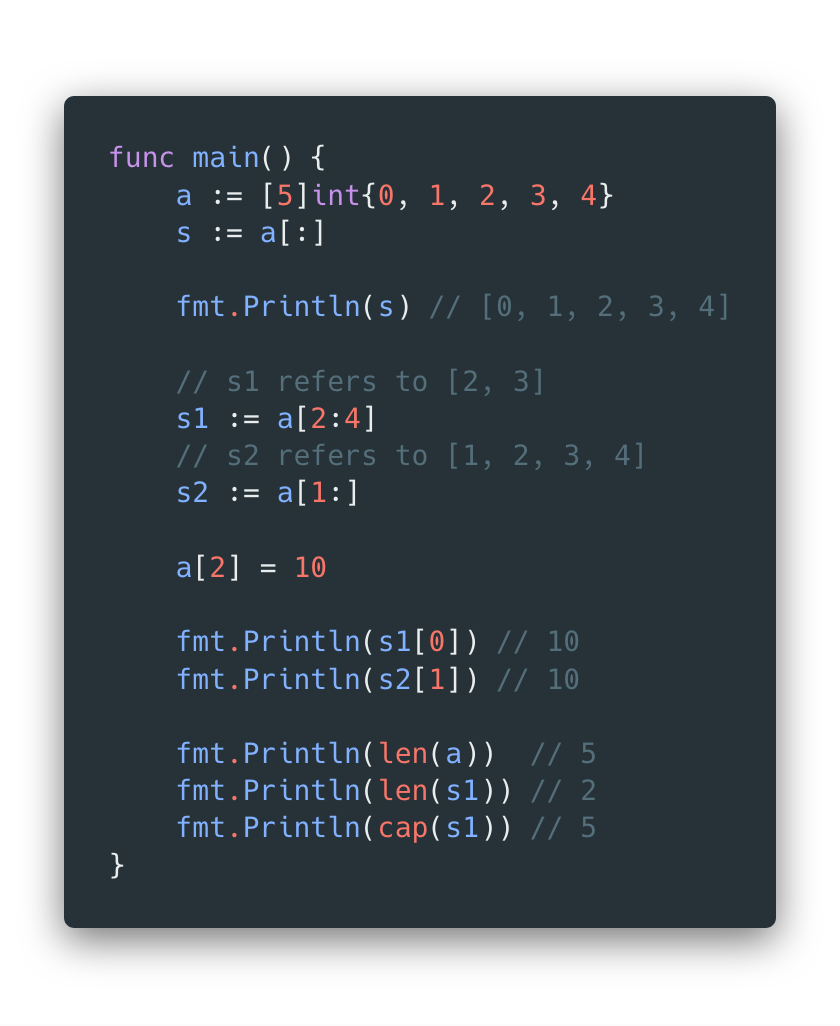 func main() {
    a := [5]int{0, 1, 2, 3, 4}
    s := a[:]

    fmt.Println(s) // [0, 1, 2, 3, 4]

    // s1 refers to [2, 3]
    s1 := a[2:4]
    // s2 refers to [1, 2, 3, 4]
    s2 := a[1:]

    a[2] = 10

    fmt.Println(s1[0]) // 10
    fmt.Println(s2[1]) // 10

    fmt.Println(len(a))  // 5
    fmt.Println(len(s1)) // 2
    fmt.Println(cap(s1)) // 5
}